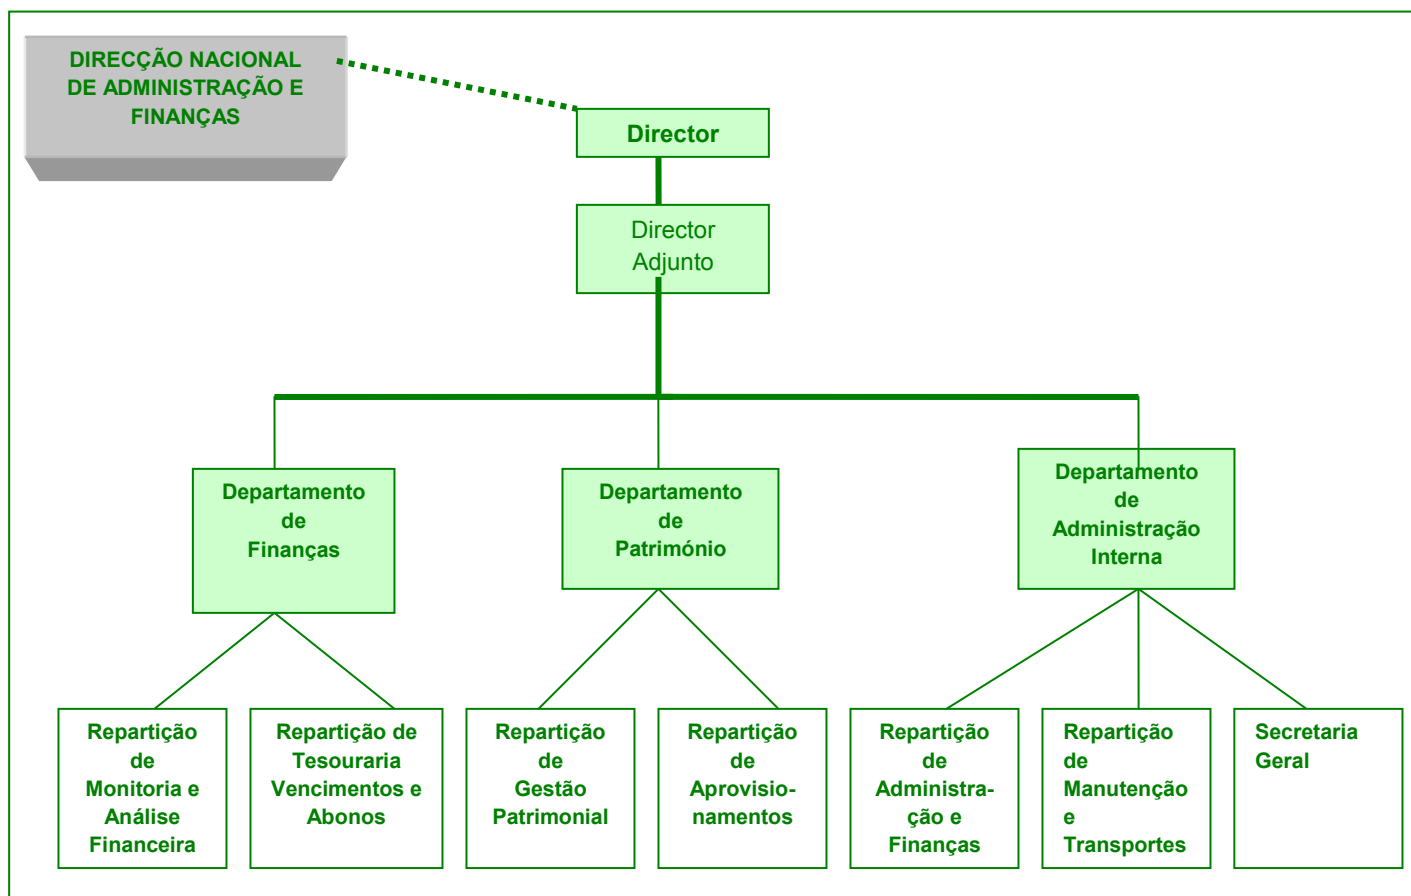 DIRECÇÃO NACIONAL
DE ADMINISTRAÇÃO E
FINANÇAS
Director
Director
Adjunto
Departamento
de
Finanças
Departamento
de
Património
Departamento
de
Administração
Interna
Repartição
de
Monitoria e
Análise
Financeira
Repartição de
Tesouraria
Vencimentos e
Abonos
Repartição
de
Gestão
Patrimonial
Repartição
de
Aprovisio-
namentos
Repartição
de
Administra-
ção e
Finanças
Repartição
de
Manutenção
e
Transportes
Secretaria
Geral